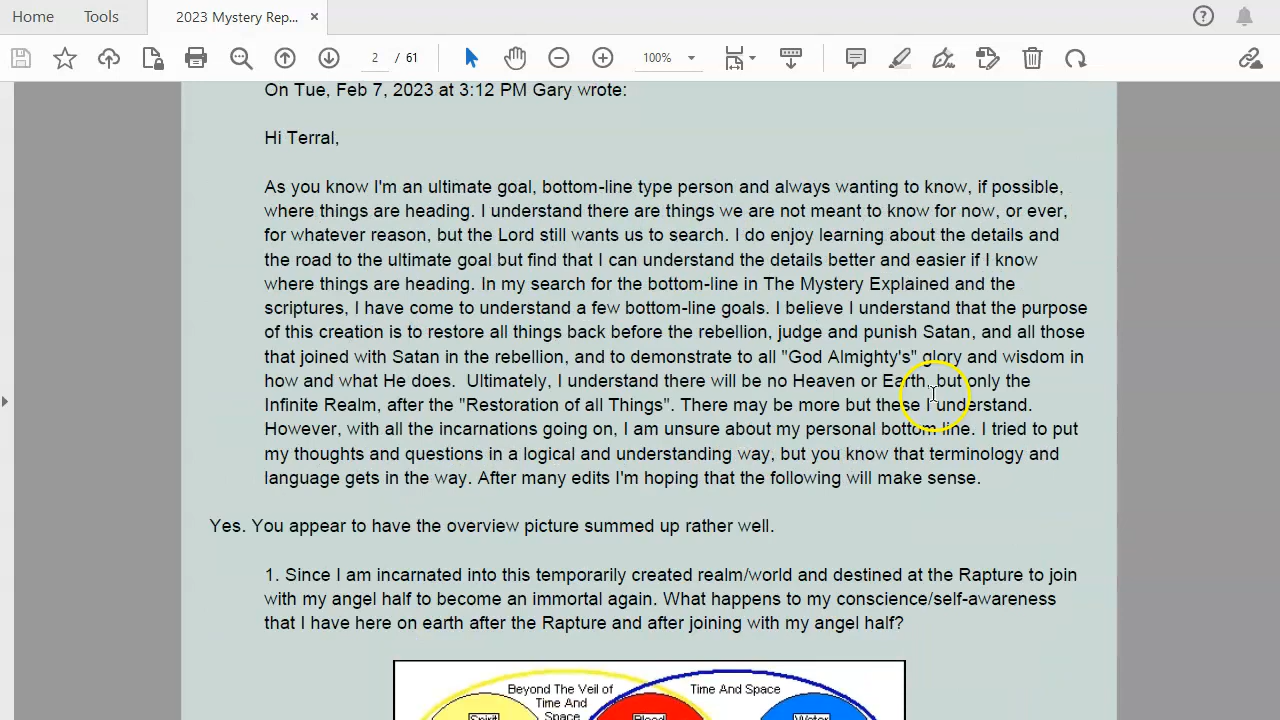 Home
Tools
2023 Mystery Rep...
2 / 61
100%
On Tue, Feb 7, 2023 at 3:12 PM Gary wrote:
Hi Terral,
As you know I'm an ultimate goal, bottom-line type person and always wanting to know, if possible,
where things are heading. I understand there are things we are not meant to know for now, or ever,
for whatever reason, but the Lord still wants us to search. I do enjoy learning about the details and
the road to the ultimate goal but find that I can understand the details better and easier if I know
where things are heading. In my search for the bottom-line in The Mystery Explained and the
scriptures, I have come to understand a few bottom-line goals. I believe I understand that the purpose
of this creation is to restore all things back before the rebellion, judge and punish Satan, and all those
that joined with Satan in the rebellion, and to demonstrate to all "God Almighty's" glory and wisdom in
how and what He does. Ultimately, I understand there will be no Heaven or Earth, but only the
Infinite Realm, after the "Restoration of all Things". There may be more but these I understand.
However, with all the incarnations going on, I am unsure about my personal bottom line. I tried to put
my thoughts and questions in a logical and understanding way, but you know that terminology and
language gets in the way. After many edits I'm hoping that the following will make sense.
Yes. You appear to have the overview picture summed up rather well.
1. Since I am incarnated into this temporarily created realm/world and destined at the Rapture to join
with my angel half to become an immortal again. What happens to my conscience/self-awareness
that I have here on earth after the Rapture and after joining with my angel half?
Beyond The Veil of
Time And
Space
Time And Space
Spirit
Blood
Water